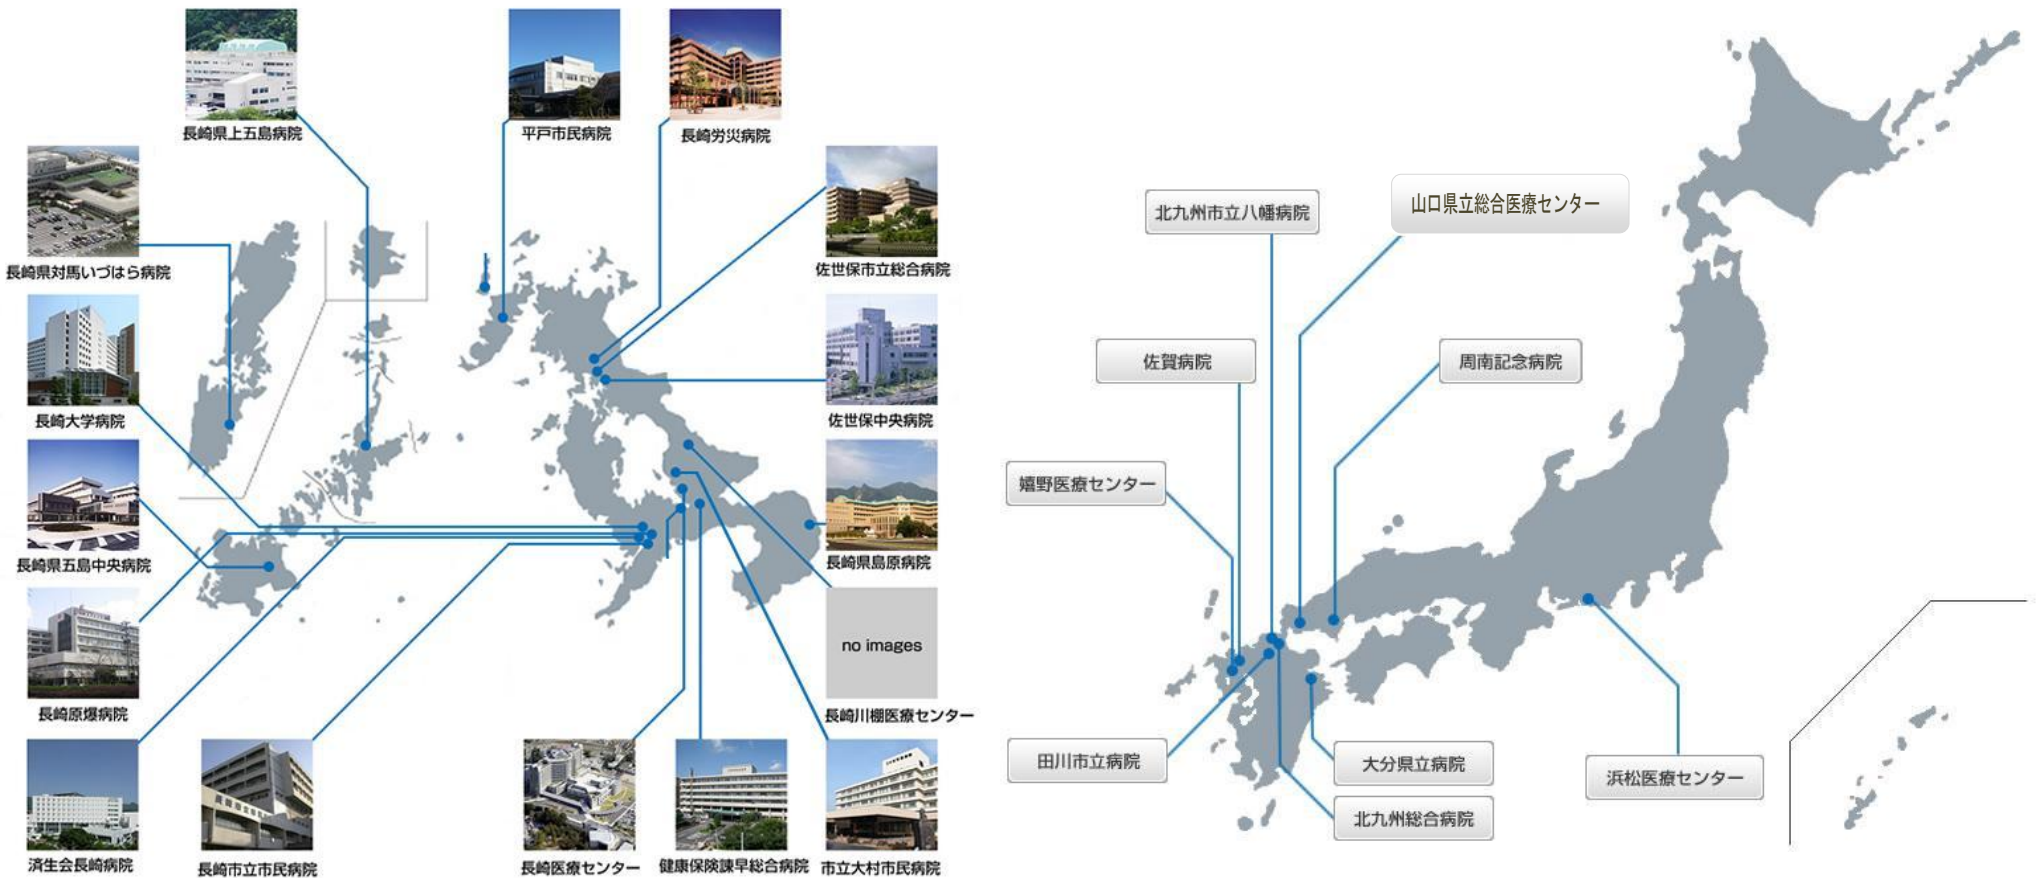 長崎県上五島病院
平戸市民病院
長崎労災病院
長崎県対馬いづはら病院
佐世保市立総合病院
長崎大学病院
佐世保中央病院
長崎県五島中央病院
長崎県島原病院
長崎原爆病院
no images
長崎川棚医療センター
済生会長崎病院
長崎市立市民病院
長崎医療センター
健康保険諫早総合病院
市立大村市民病院
北九州市立八幡病院
山口県立総合医療センター
佐賀病院
周南記念病院
嬉野医療センター
田川市立病院
大分県立病院
北九州総合病院
浜松医療センター